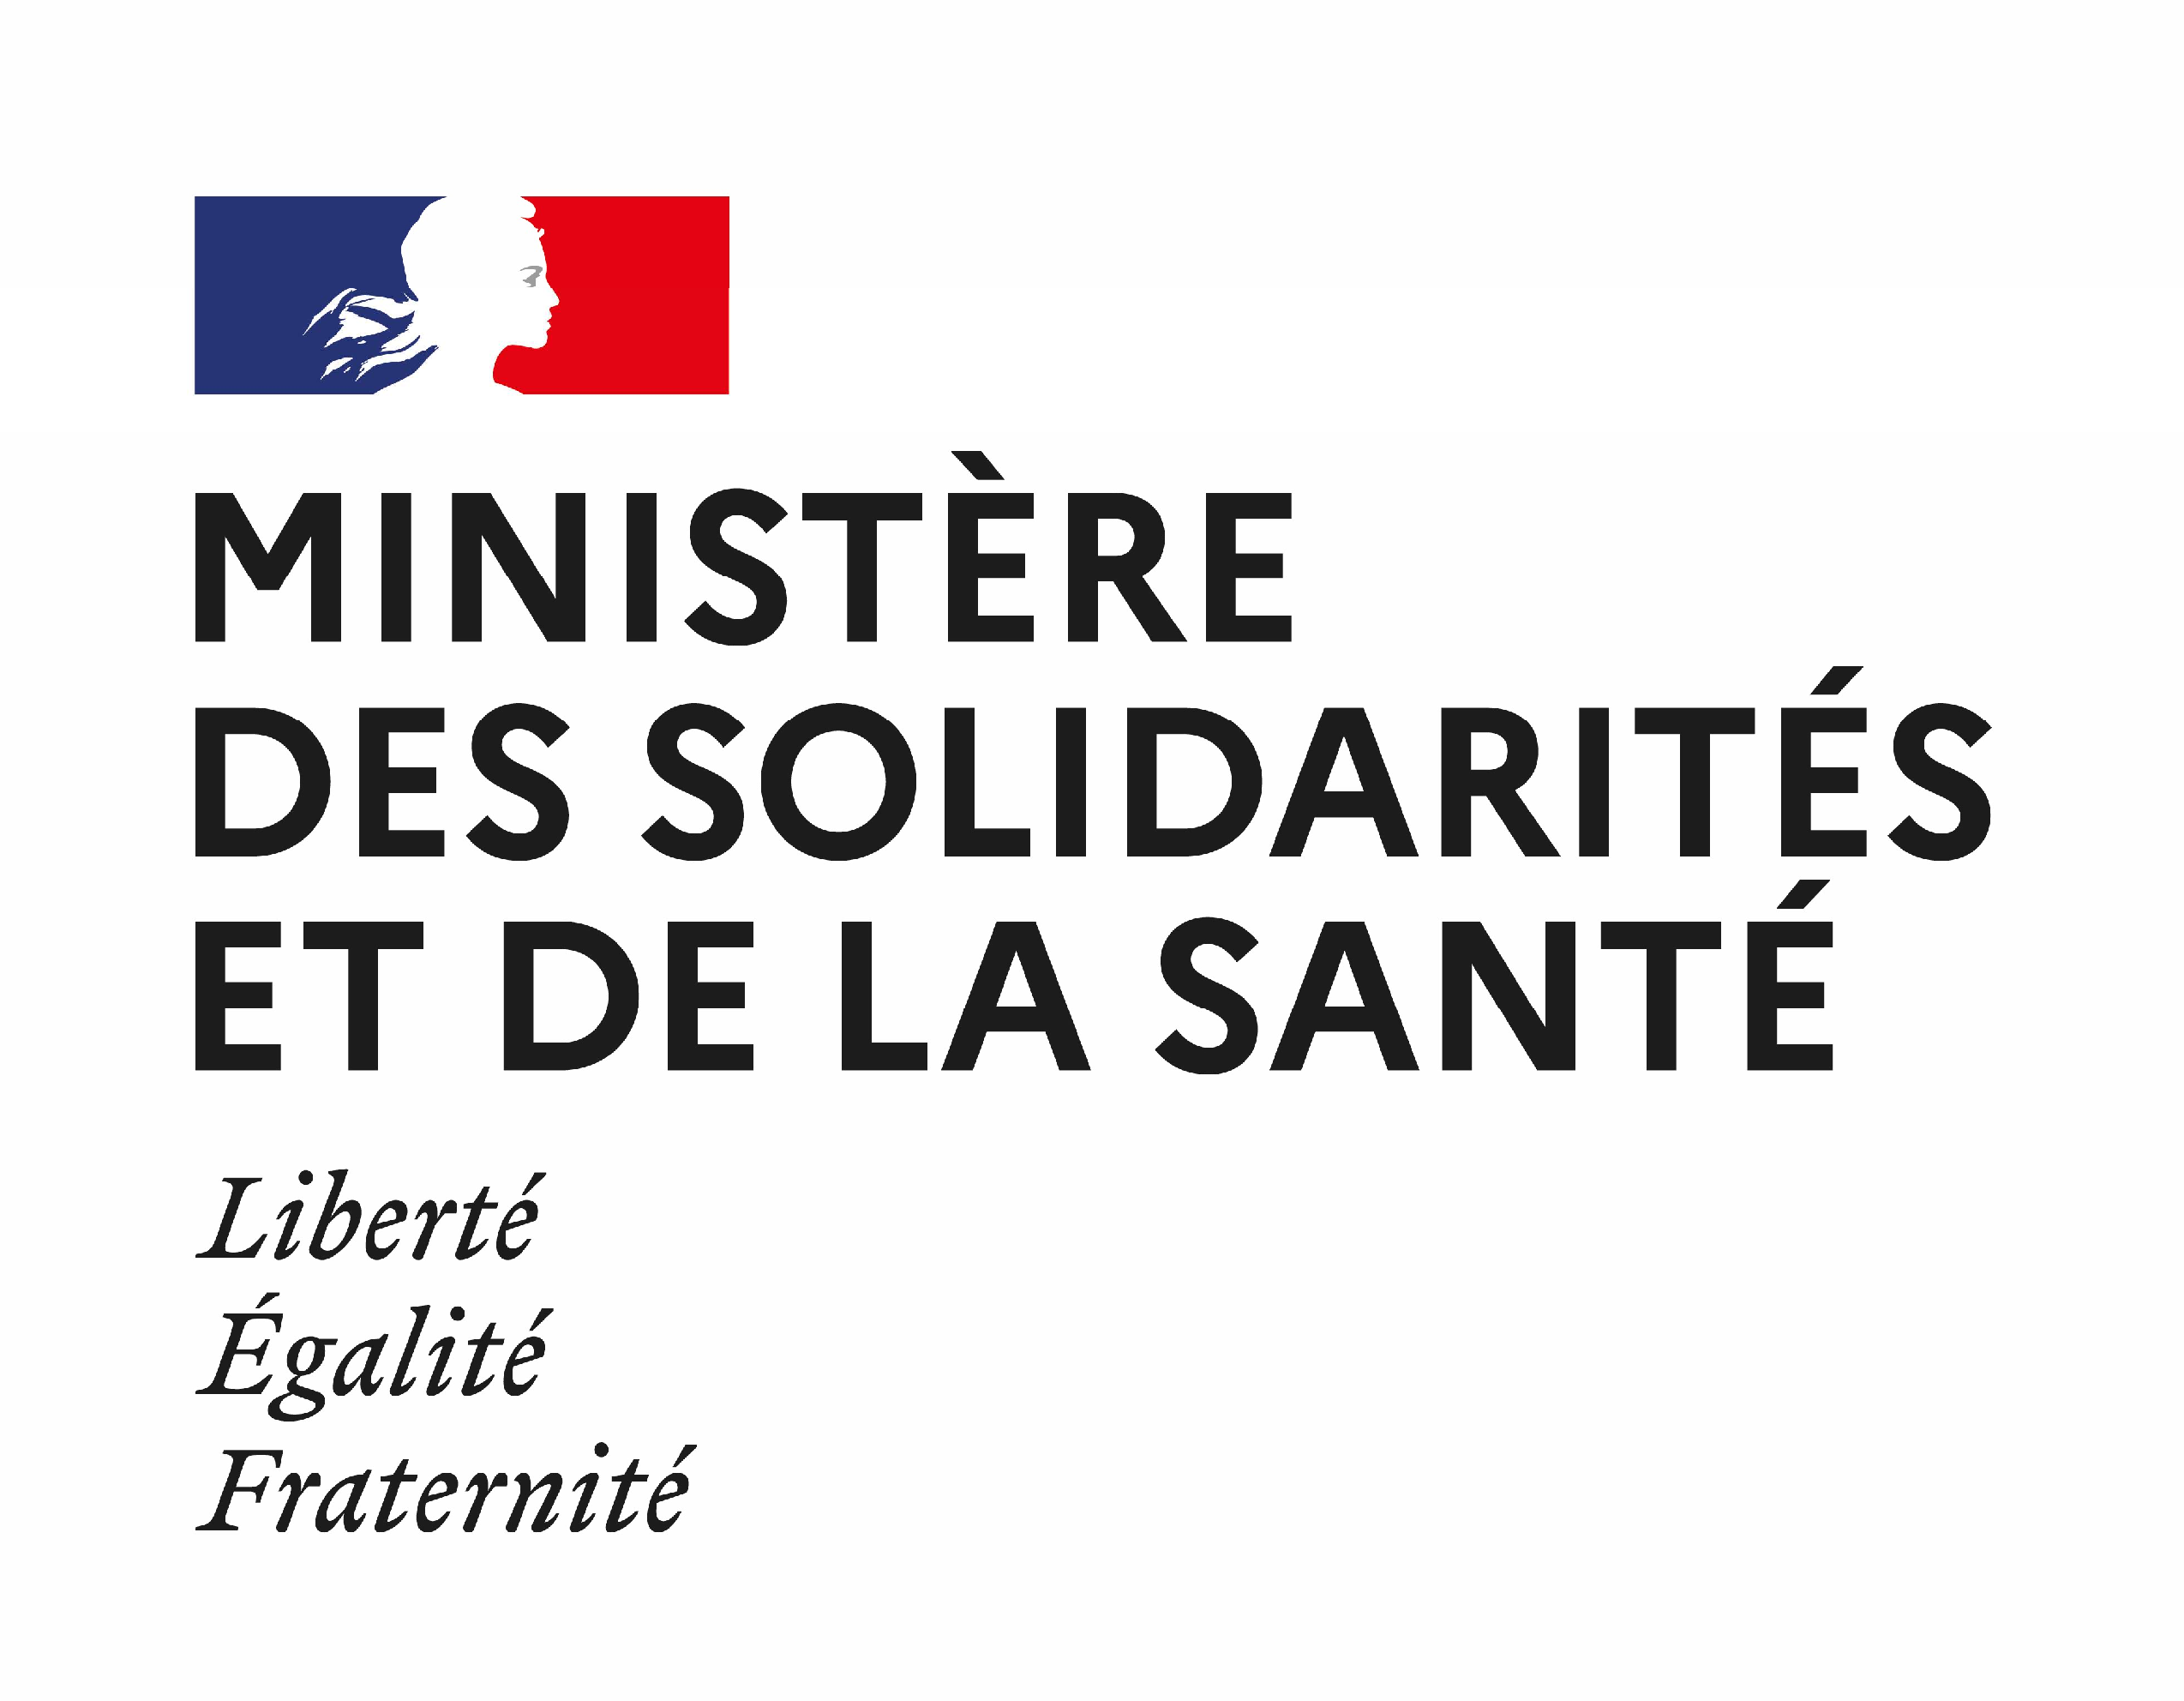 MINISTÈRE
DES SOLIDARITÉS
ET DE LA SANTÉ
Liberté
Égalité
Fraternité